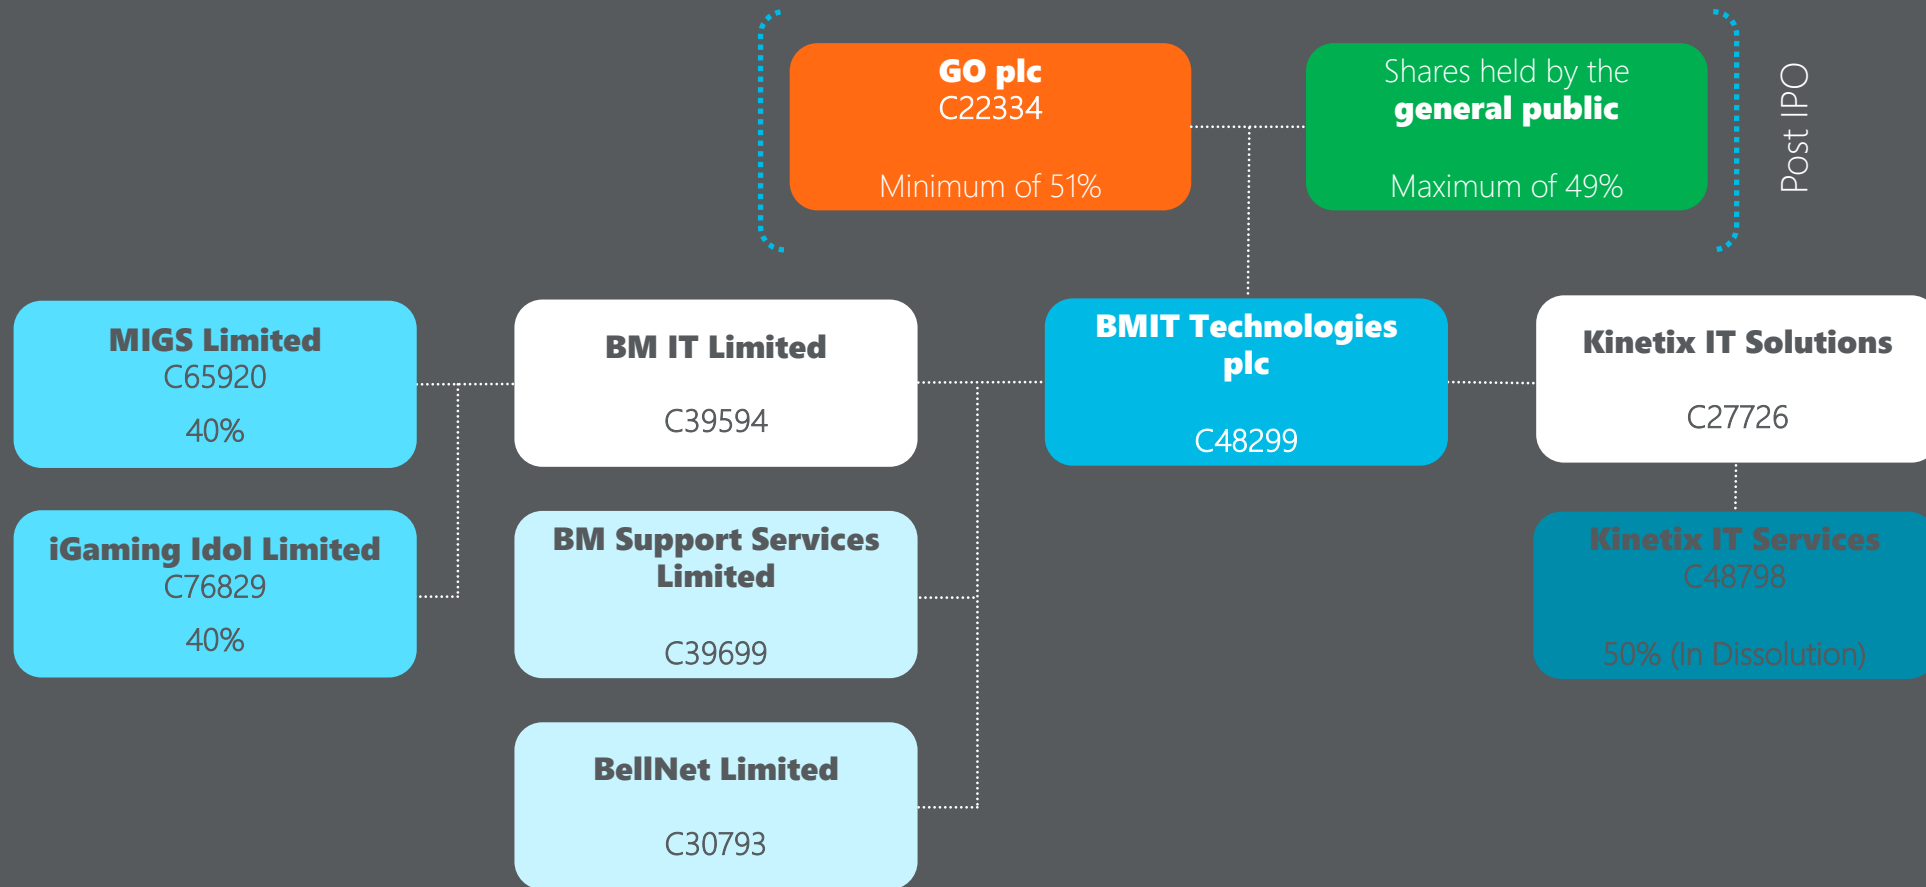 GO plc
C22334
Minimum of 51%
Shares held by the
general public
Maximum of 49%
Post IPO
MIGS Limited
C65920
40%
BM IT Limited
C39594
BMIT Technologies
plc
C48299
Kinetix IT Solutions
C27726
iGaming Idol Limited
C76829
40%
BM Support Services
Limited
C39699
Kinetix IT Services
C48798
50% (In Dissolution)
BellNet Limited
C30793